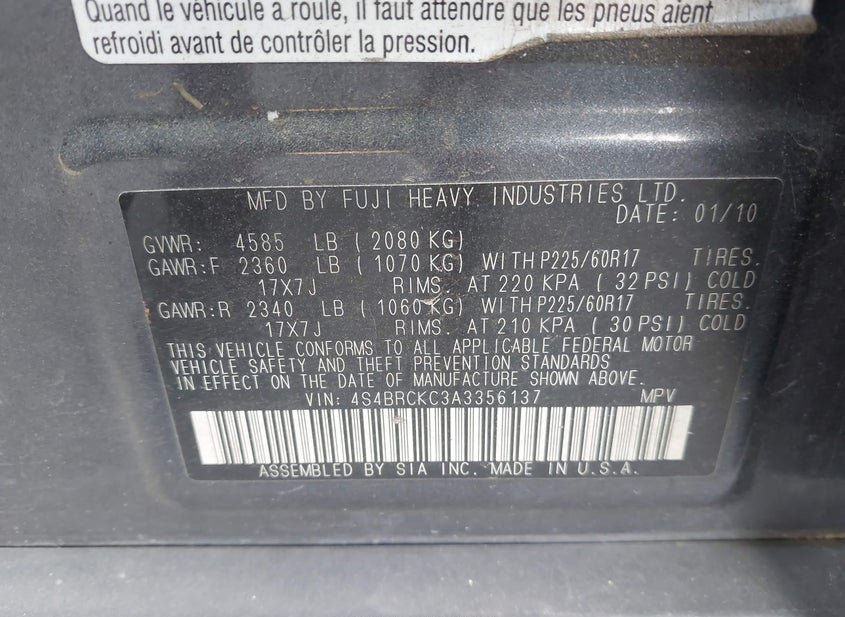 Quand le véhicule a roulé, il faut attendre que les pneus aient
refroidi avant de contrôler la pression.
MFD BY FUJI HEAVY INDUSTRIES LTD.
DATE: 01/10
GVWR: 4585 LB ( 2080 KG)
GAWR:F 2360 LB ( 1070 KG) WITH P225/60R17 TIRES.
17X7J RIMS. AT 220 KPA ( 32 PSI) COLD
GAWR:R 2340 LB ( 1060 KG) WITH P225/60R17 TIRES.
17X7J RIMS. AT 210 KPA ( 30 PSI) COLD
THIS VEHICLE CONFORMS TO ALL APPLICABLE FEDERAL MOTOR
VEHICLE SAFETY AND THEFT PREVENTION STANDARDS
IN EFFECT ON THE DATE OF MANUFACTURE SHOWN ABOVE.
VIN: 4S4BRCKC3A3356137 MPV
ASSEMBLED BY SIA INC. MADE IN U.S.A.